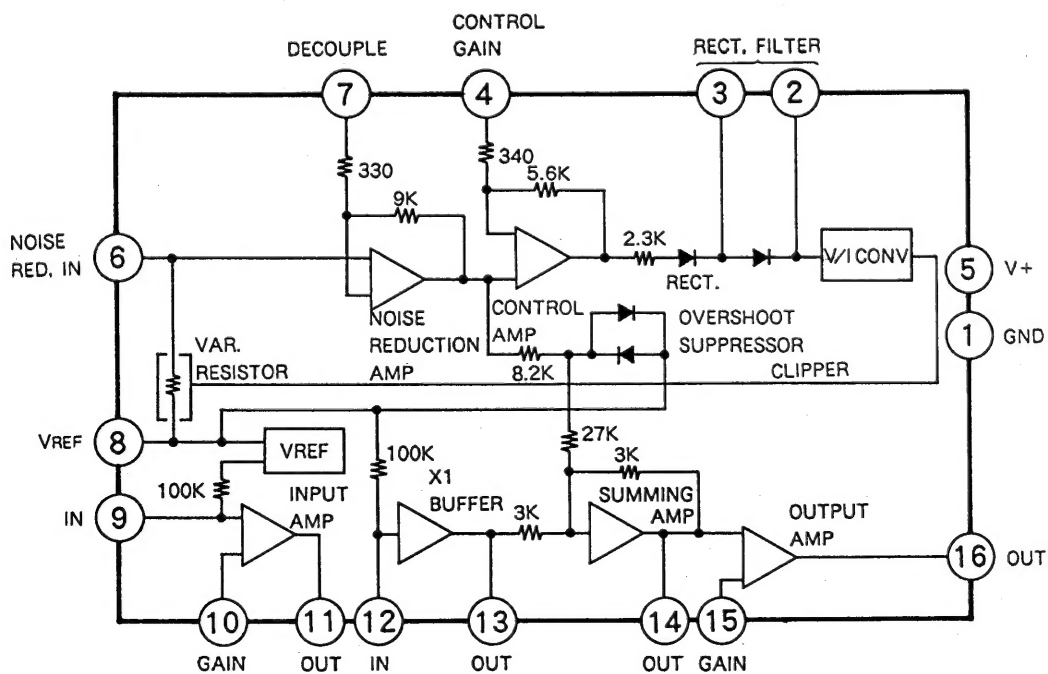 CONTROL
DECOUPLE GAIN RECT. FILTER
7 4 3 2
330 340
5.6K
9K
NOISE
RED. IN
6
2.3K
V/I CONV
5 V+
RECT.
NOISE CONTROL OVERSHOOT
REDUCTION AMP SUPPRESSOR
AMP
1 GND
VAR.
RESISTOR
8.2K
CLIPPER
VREF 8
VREF
100K
27K
3K
100K
X1
BUFFER
INPUT
AMP
IN 9
3K
SUMMING
AMP
OUTPUT
AMP
16 OUT
10 11 12 13 14 15
GAIN OUT IN OUT OUT GAIN